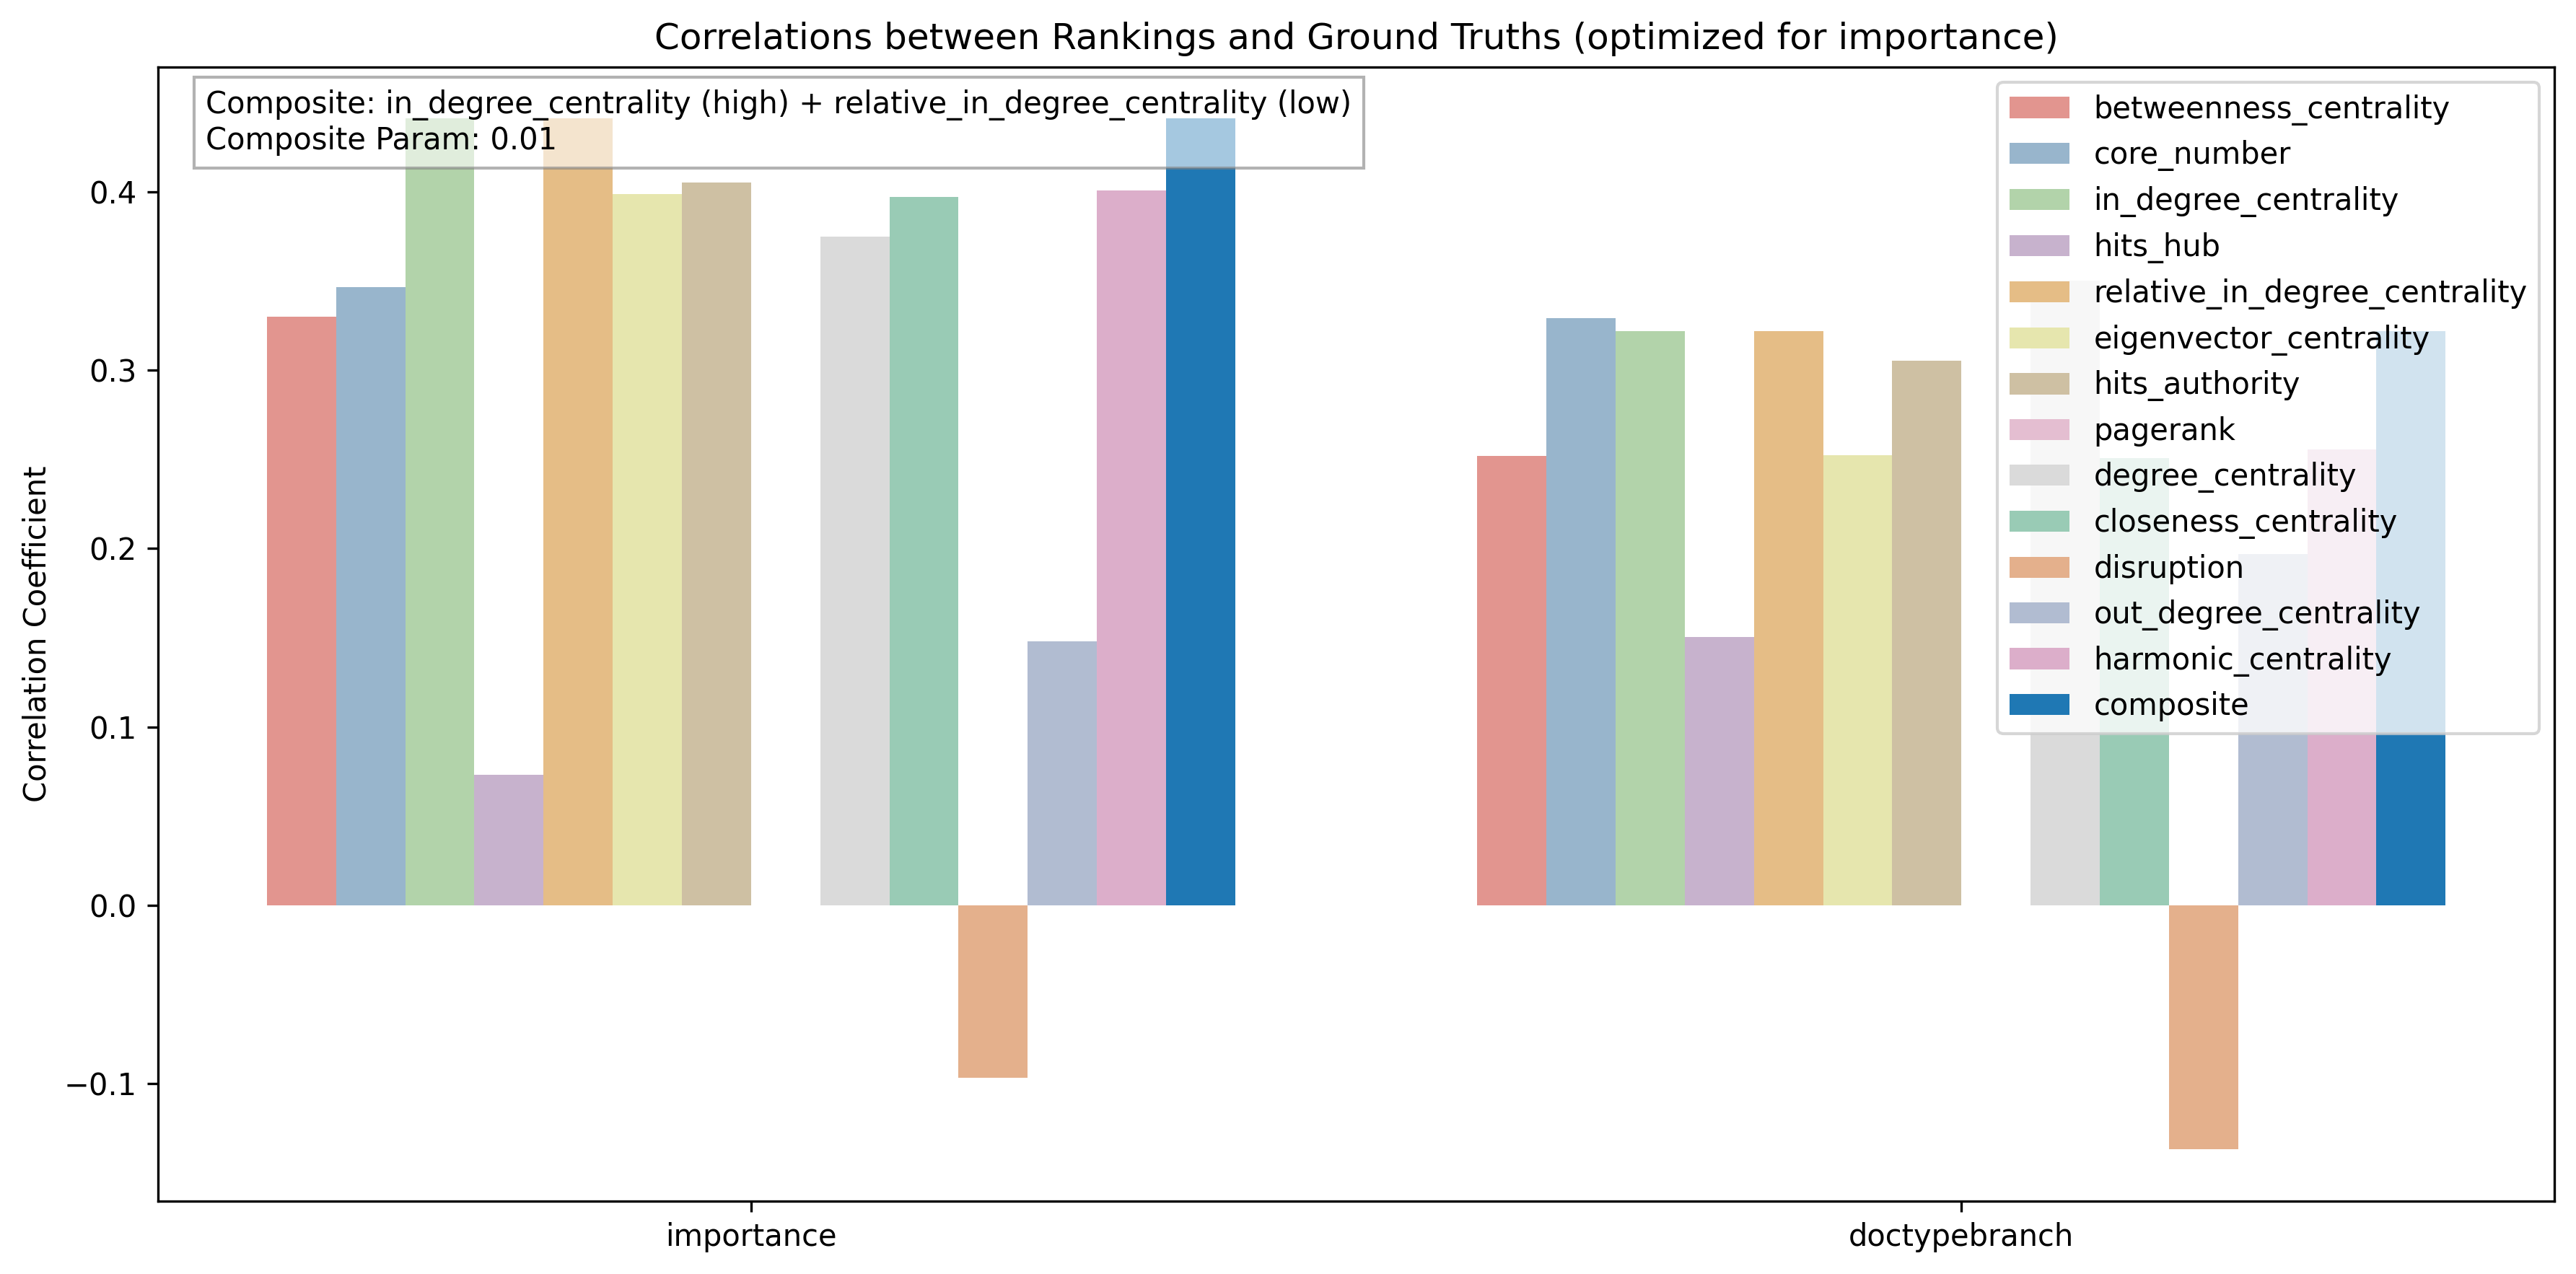 Correlations between Rankings and Ground Truths (optimized for importance)
Composite: in_degree_centrality (high) + relative_in_degree_centrality (low)
Composite Param: 0.01
betweenness_centrality
core_number
in_degree_centrality
hits_hub
relative_in_degree_centrality
eigenvector_centrality
hits_authority
pagerank
degree_centrality
closeness_centrality
disruption
out_degree_centrality
harmonic_centrality
composite
Correlation Coefficient
0.4
0.3
0.2
0.1
0.0
−0.1
importance
doctypebranch